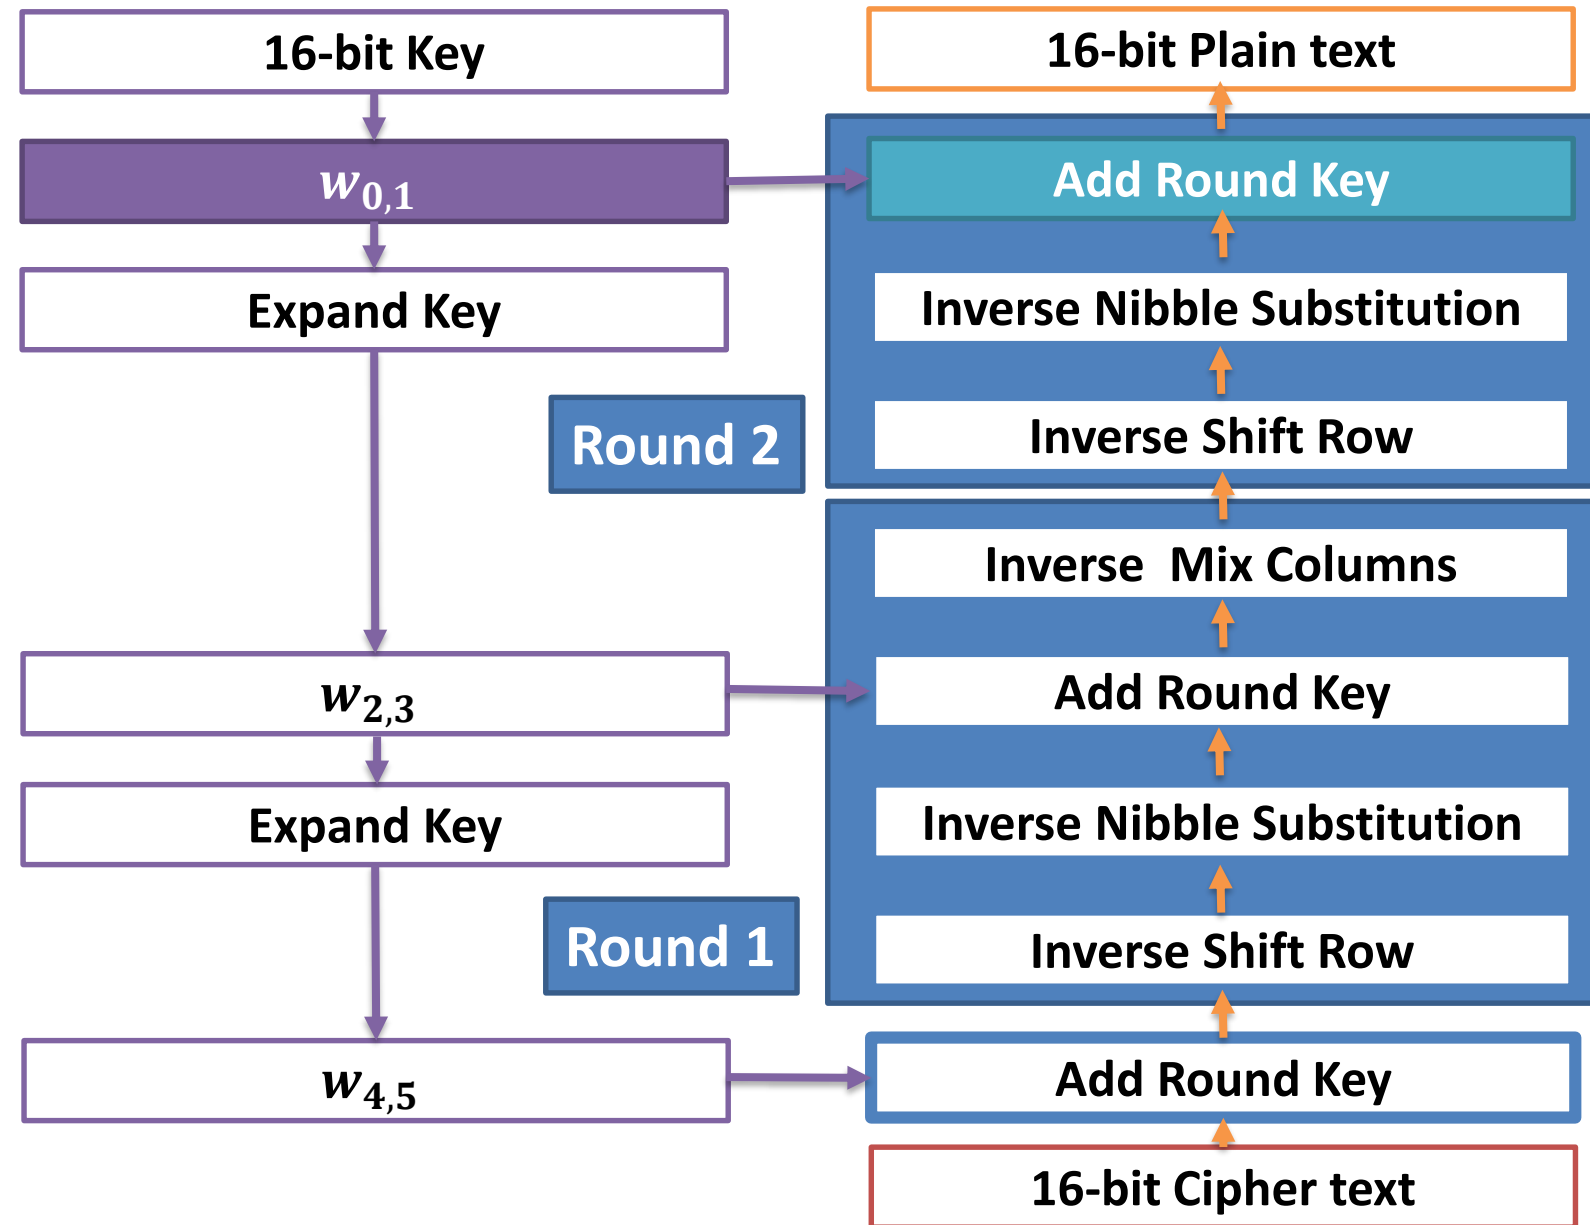 16-bit Key
w0,1
Expand Key
w2,3
Expand Key
w4,5
Round 2
Round 1
16-bit Plain text
Add Round Key
Inverse Nibble Substitution
Inverse Shift Row
Inverse Mix Columns
Add Round Key
Inverse Nibble Substitution
Inverse Shift Row
Add Round Key
16-bit Cipher text